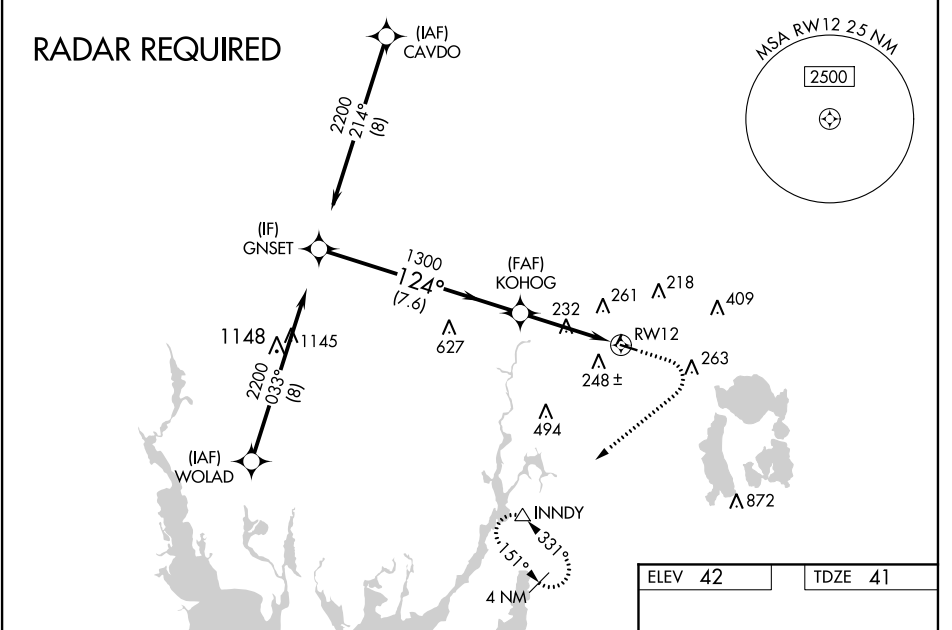 RADAR REQUIRED
(IAF)
CAVDO
MSA RW12 25 NM
2500
2200
214°
(8)
(IF)
GNSET
1300
124°
(7.6)
(FAF)
KOHOG
232
261
218
409
RW12
1148
1145
627
248 ±
263
2200
033°
(8)
494
(IAF)
WOLAD
872
INNDY
331°
151°
4 NM
ELEV 42
TDZE 41